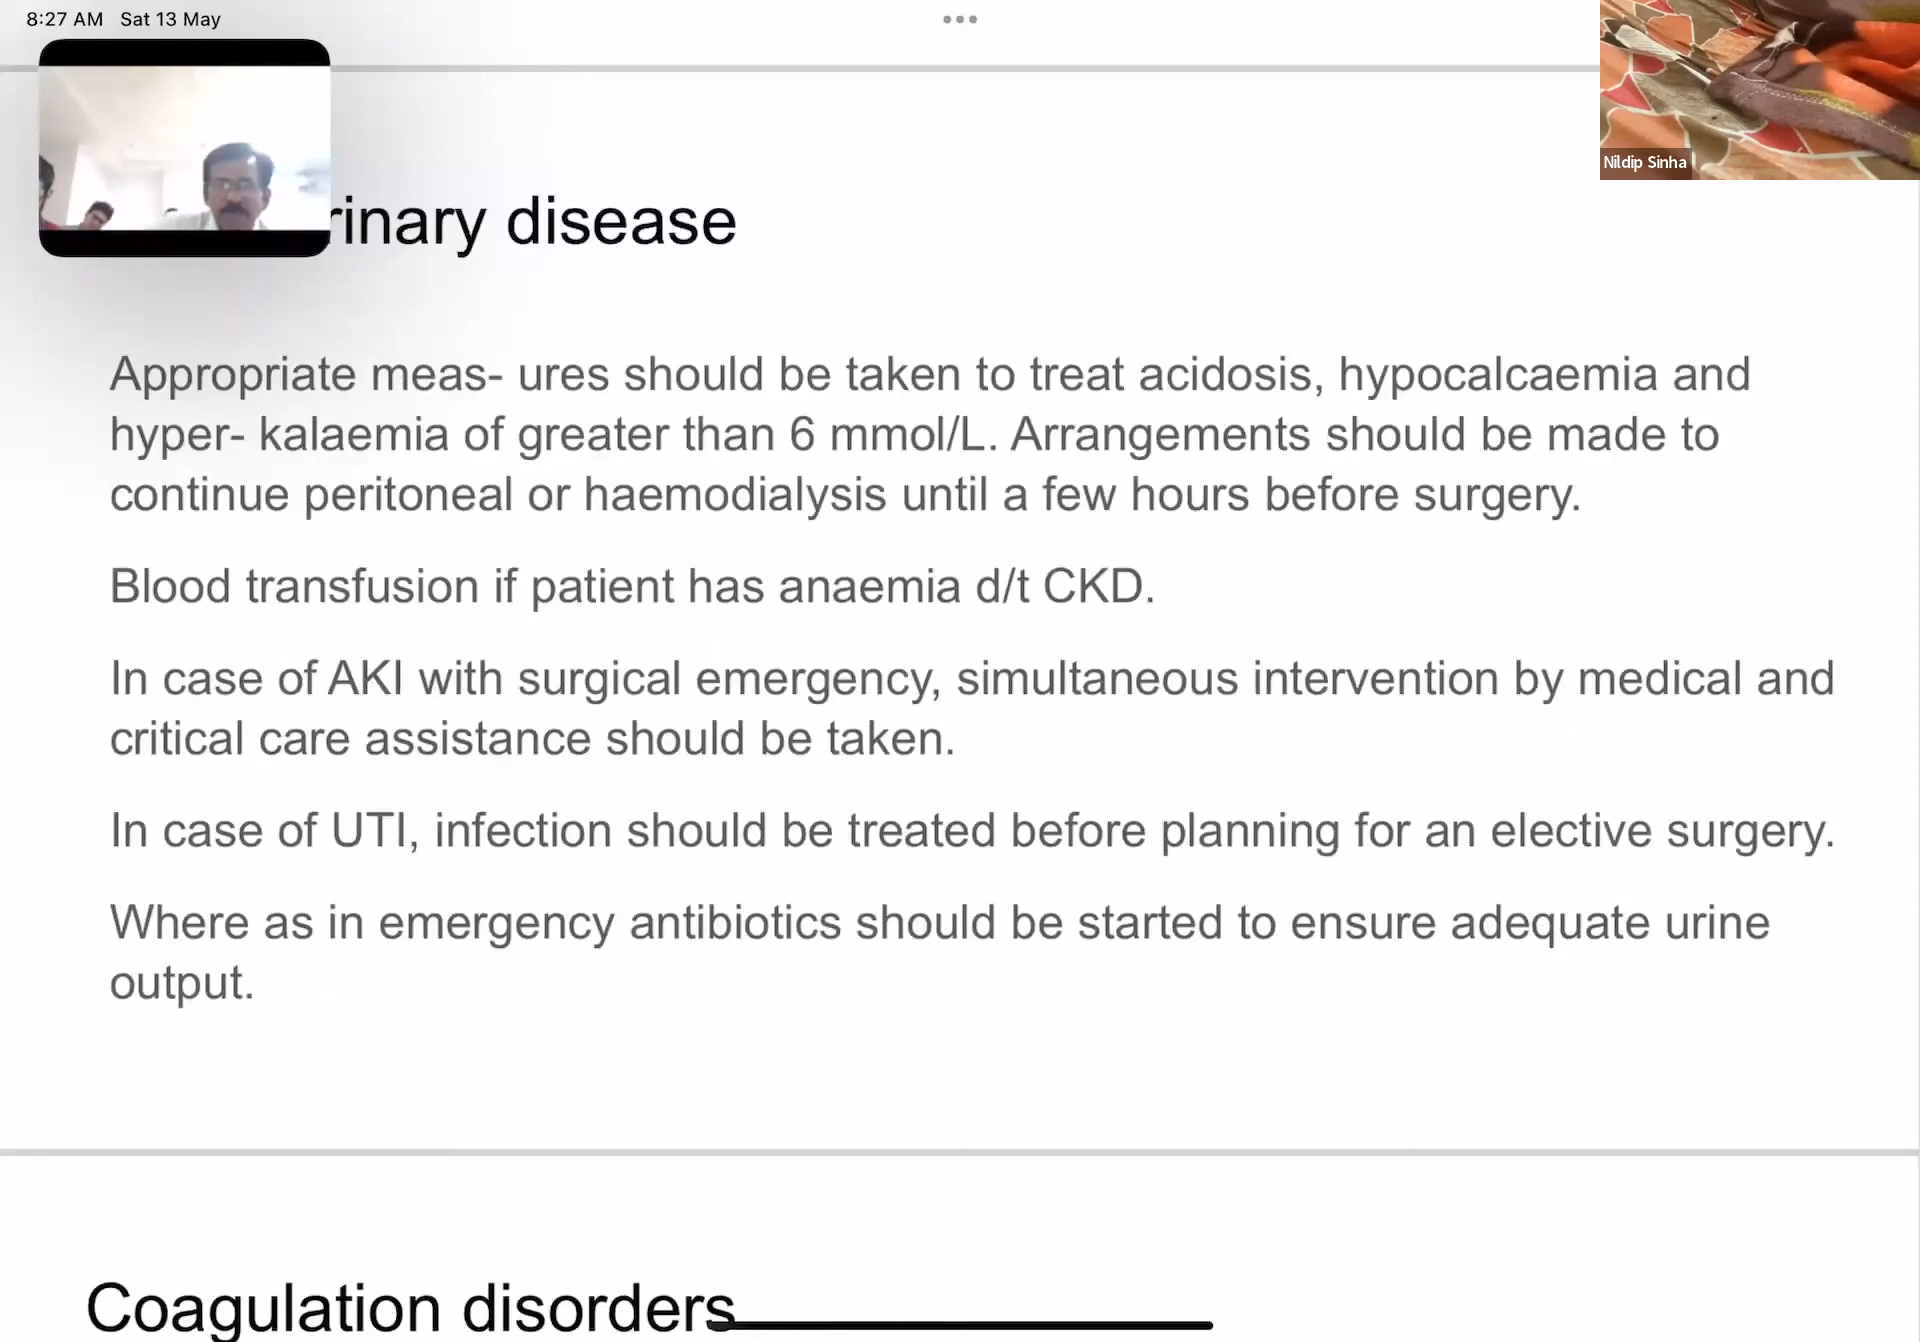 8:27 AM Sat 13 May
Nildip Sinha
rinary disease
Appropriate meas- ures should be taken to treat acidosis, hypocalcaemia and
hyper- kalaemia of greater than 6 mmol/L. Arrangements should be made to
continue peritoneal or haemodialysis until a few hours before surgery.
Blood transfusion if patient has anaemia d/t CKD.
In case of AKI with surgical emergency, simultaneous intervention by medical and
critical care assistance should be taken.
In case of UTI, infection should be treated before planning for an elective surgery.
Where as in emergency antibiotics should be started to ensure adequate urine
output.
Coagulation disorders